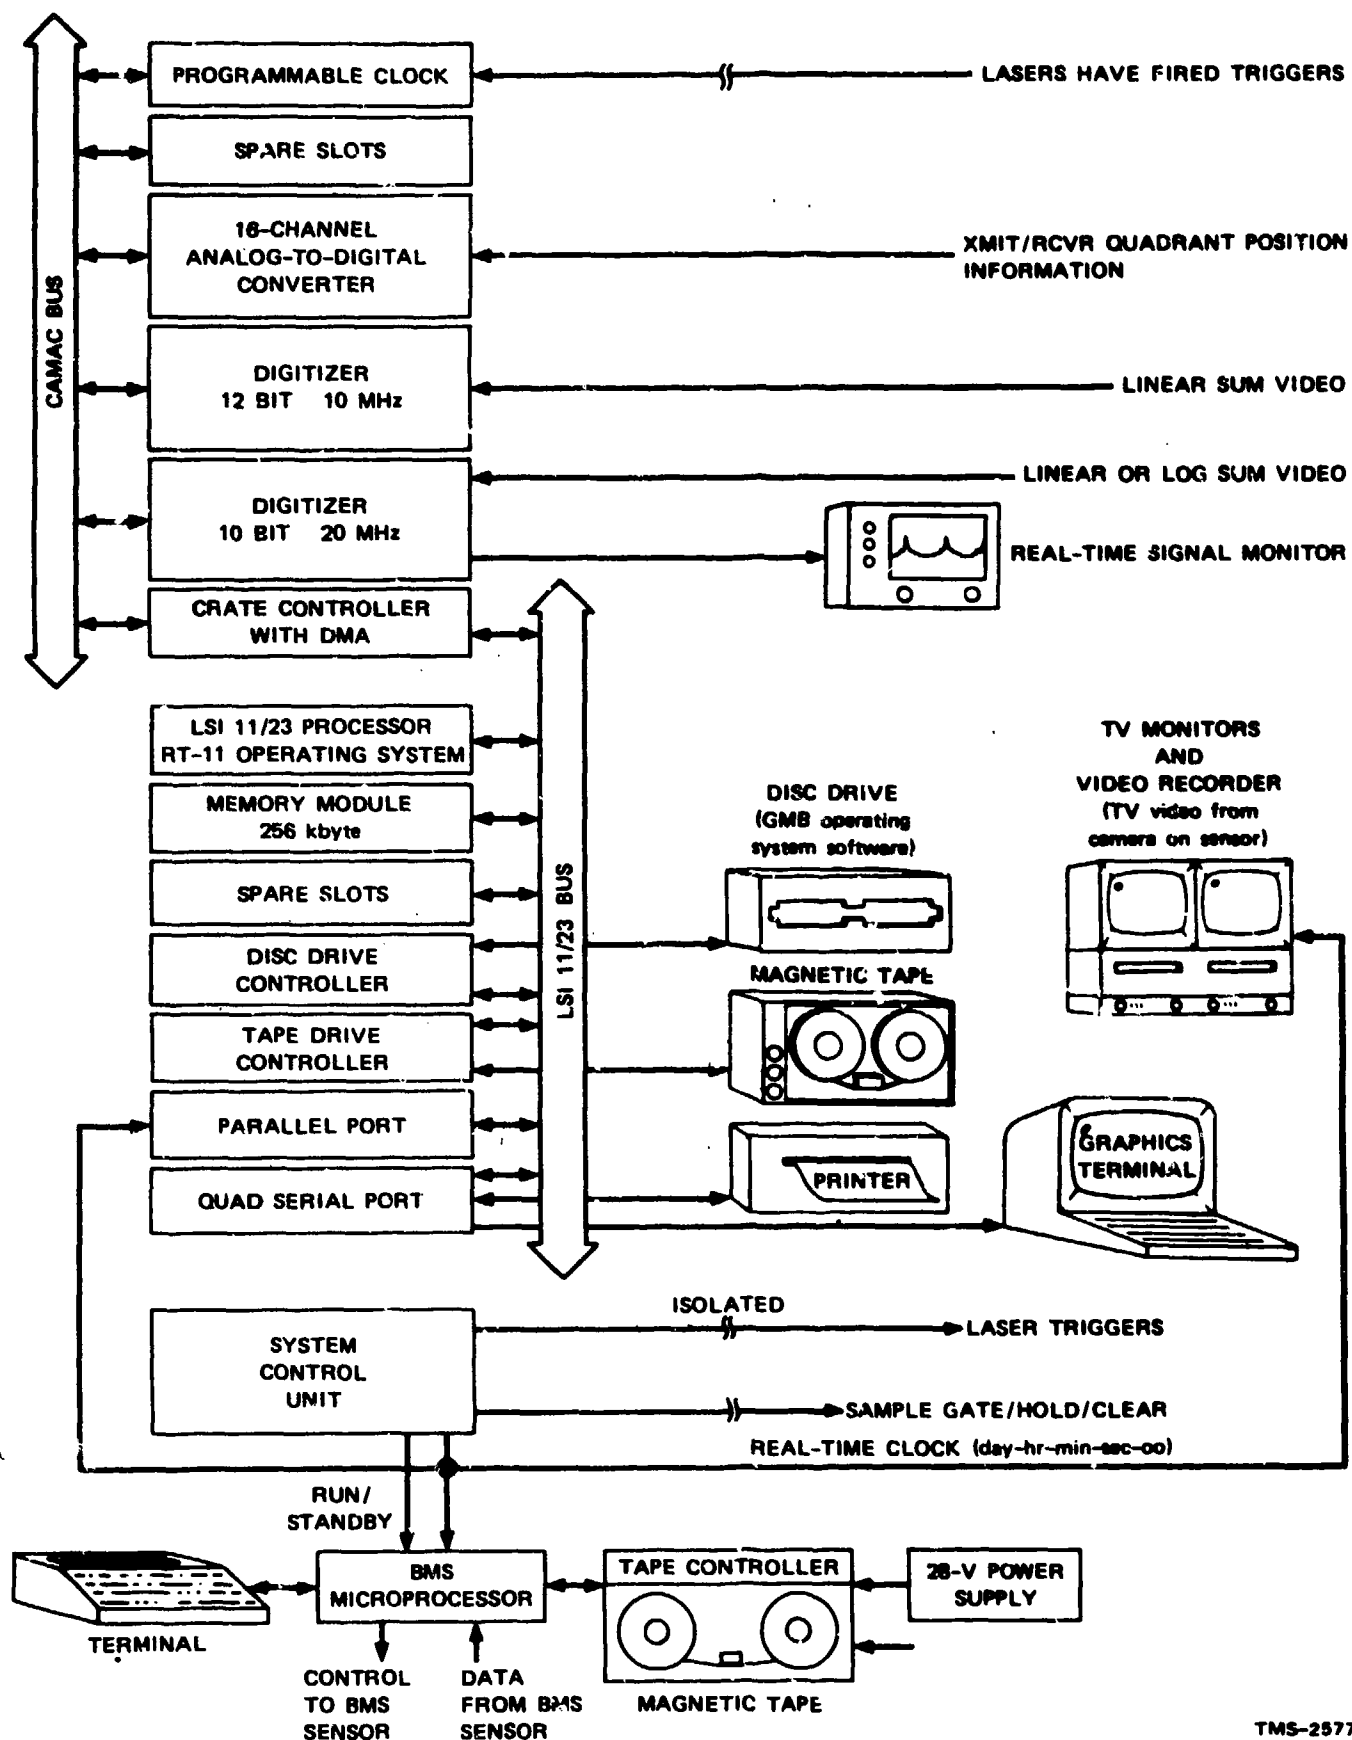 PROGRAMMABLE CLOCK
LASERS HAVE FIRED TRIGGERS
SPARE SLOTS
16-CHANNEL
ANALOG-TO-DIGITAL
CONVERTER
XMIT/RCVR QUADRANT POSITION
INFORMATION
CAMAC BUS
DIGITIZER
12 BIT 10 MHz
LINEAR SUM VIDEO
DIGITIZER
10 BIT 20 MHz
LINEAR OR LOG SUM VIDEO
REAL-TIME SIGNAL MONITOR
CRATE CONTROLLER
WITH DMA
LSI 11/23 PROCESSOR
RT-11 OPERATING SYSTEM
MEMORY MODULE
256 kbyte
SPARE SLOTS
DISC DRIVE
CONTROLLER
TAPE DRIVE
CONTROLLER
PARALLEL PORT
QUAD SERIAL PORT
LSI 11/23 BUS
DISC DRIVE
(GMB operating
system software)
MAGNETIC TAPE
PRINTER
TV MONITORS
AND
VIDEO RECORDER
(TV video from
camera on sensor)
GRAPHICS
TERMINAL
SYSTEM
CONTROL
UNIT
ISOLATED
LASER TRIGGERS
SAMPLE GATE/HOLD/CLEAR
REAL-TIME CLOCK (day-hr-min-sec-oo)
RUN/
STANDBY
TERMINAL
BMS
MICROPROCESSOR
TAPE CONTROLLER
28-V POWER
SUPPLY
CONTROL
TO BMS
SENSOR
DATA
FROM BMS
SENSOR
MAGNETIC TAPE
TMS-2577